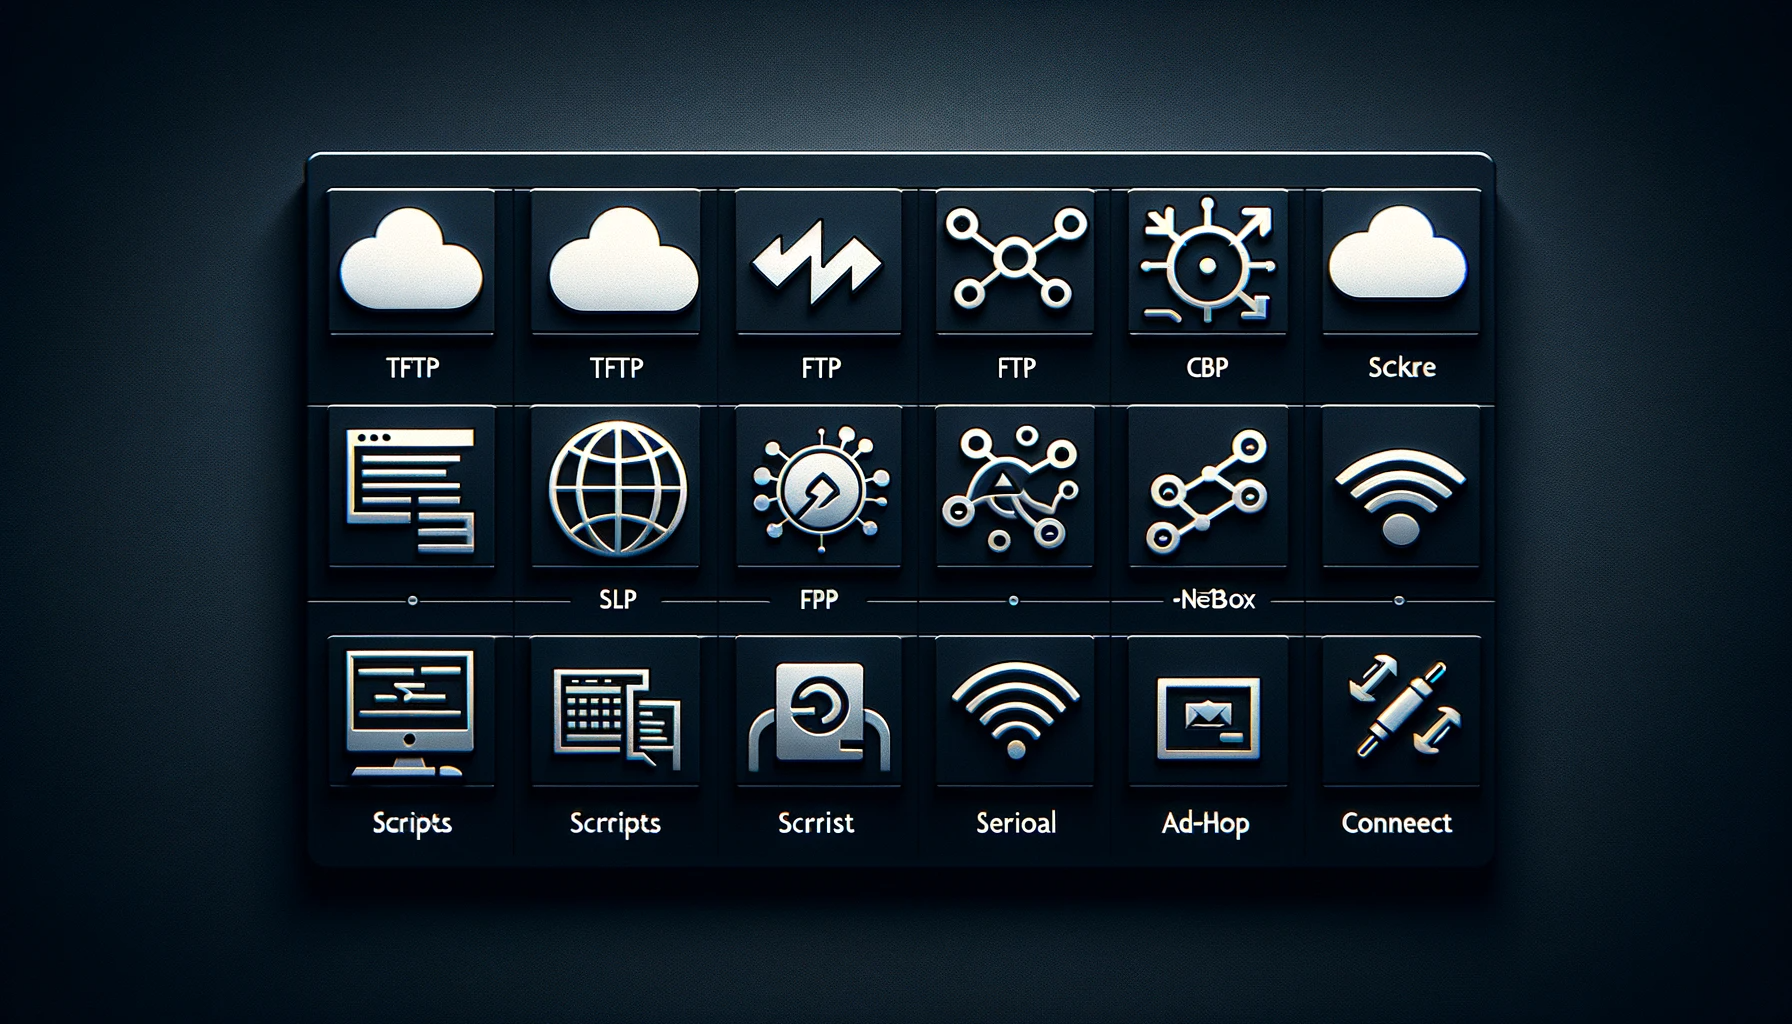 TFTP TFTP FTP FTP CBP Sckre
SLP FPP -NeBox
Scripts Scrripts Scrrist Serioal Ad-Hop Conneect